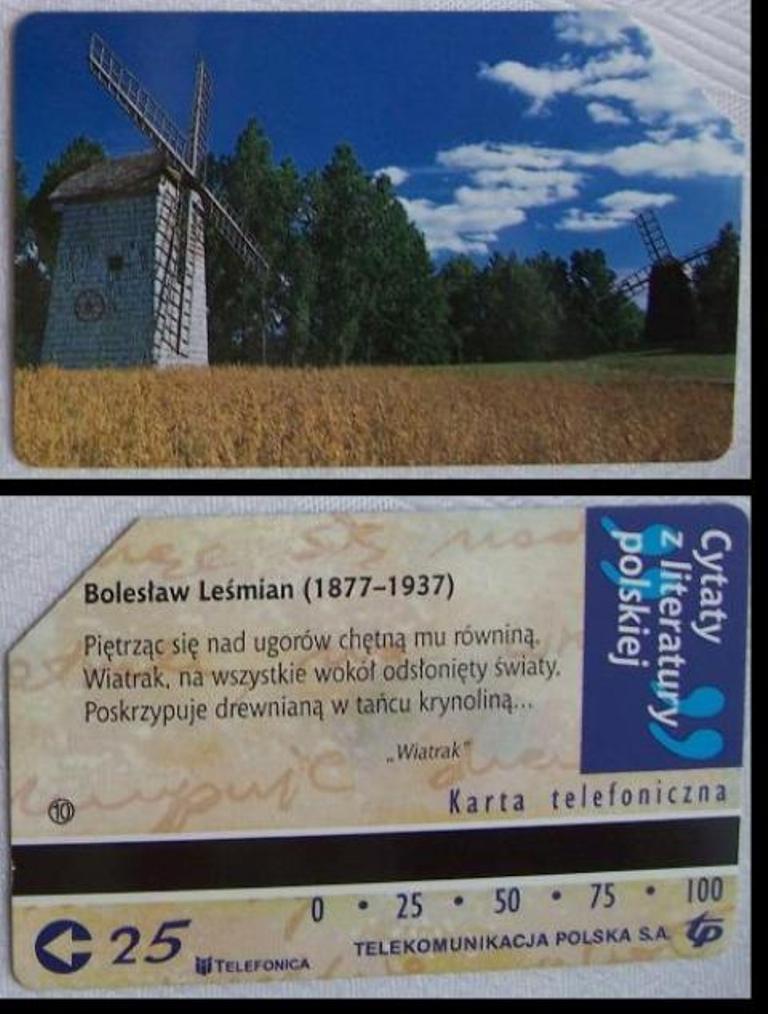 Bolesław Leśmian (1877–1937)
Piętrząc się nad ugorów chętną mu równiną.
Wiatrak, na wszystkie wokół odsłonięty światy.
Poskrzypuje drewnianą w tańcu krynoliną...
„Wiatrak”
Cytaty
z literatury
polskiej
10
Karta telefoniczna
0 • 25 • 50 • 75 • 100
25
TELEFONICA
TELEKOMUNIKACJA POLSKA S.A.
tp